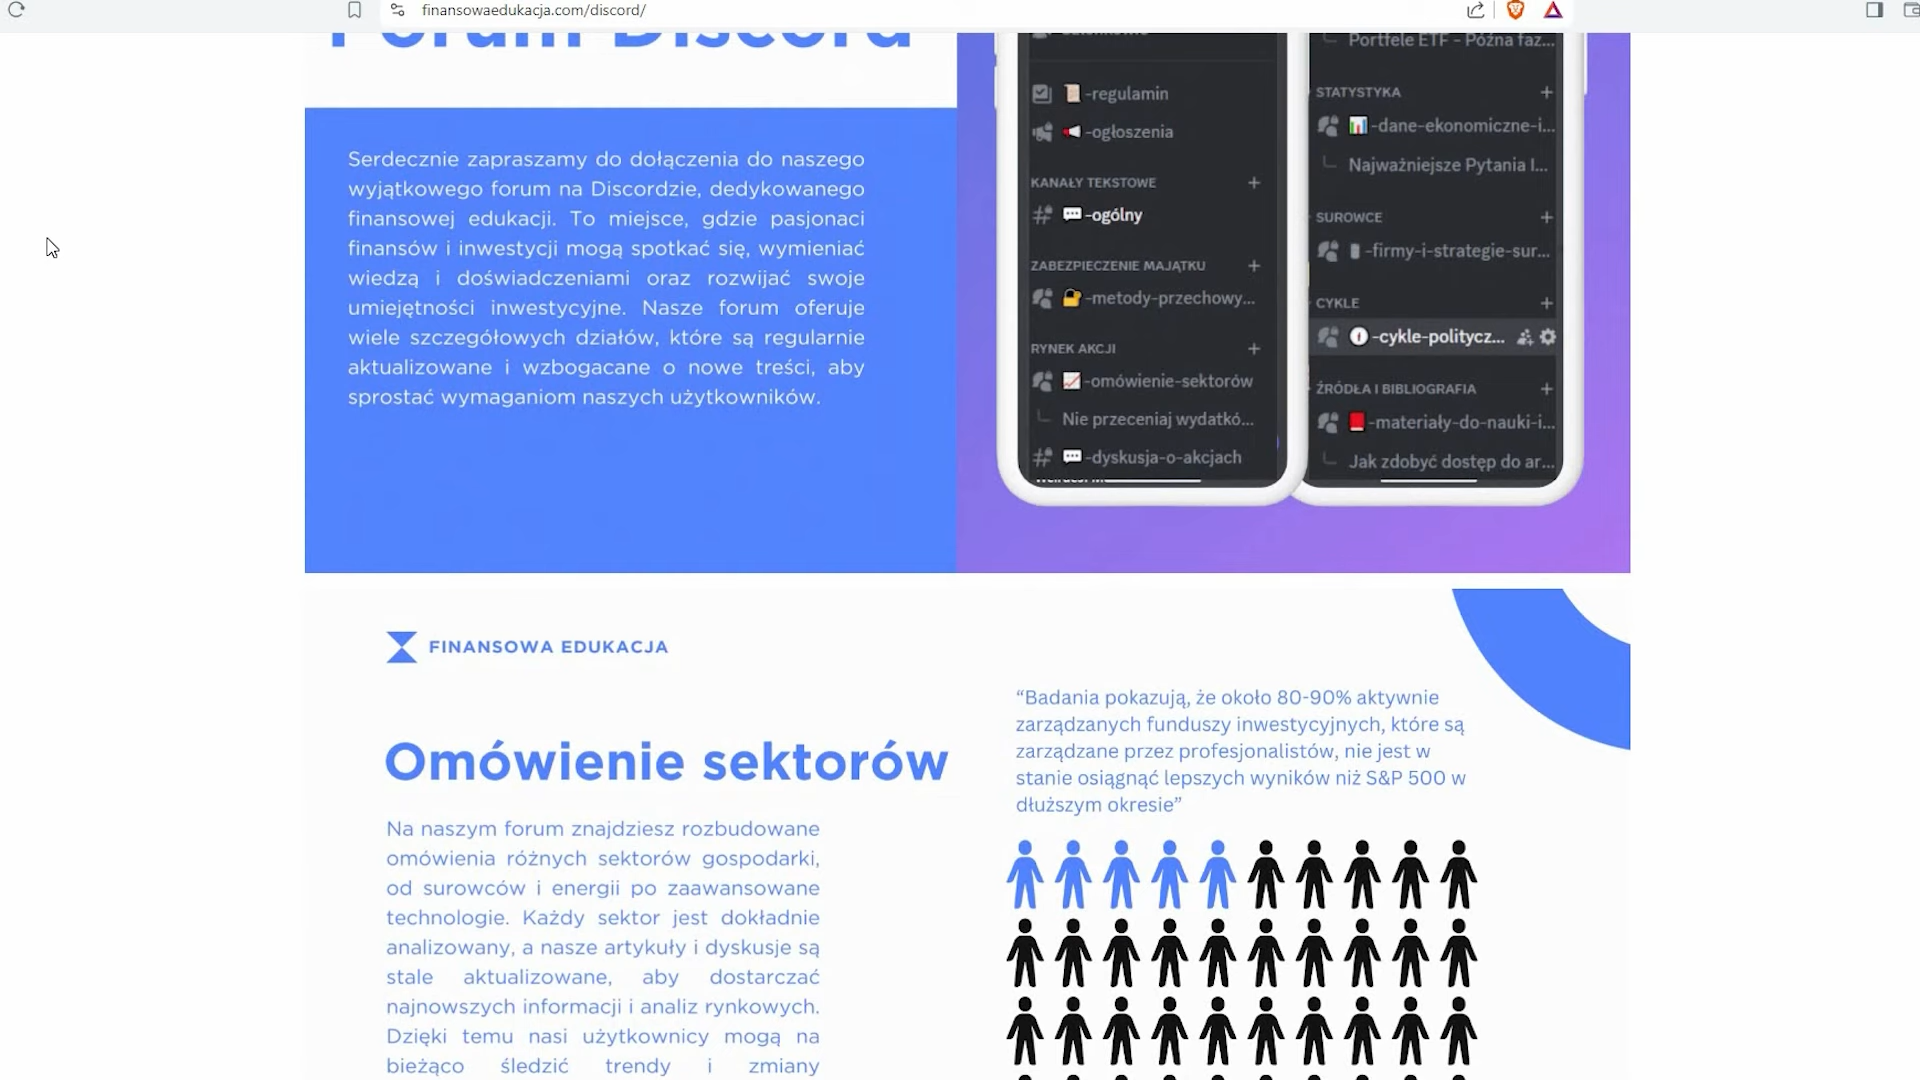 finansowaedukacja.com/discord/
Forum Discord
Serdecznie zapraszamy do dołączenia do naszego
wyjątkowego forum na Discordzie, dedykowanego
finansowej edukacji. To miejsce, gdzie pasjonaci
finansów i inwestycji mogą spotkać się, wymieniać
wiedzą i doświadczeniami oraz rozwijać swoje
umiejętności inwestycyjne. Nasze forum oferuje
wiele szczegółowych działów, które są regularnie
aktualizowane i wzbogacane o nowe treści, aby
sprostać wymaganiom naszych użytkowników.
-regulamin
-ogłoszenia
KANAŁY TEKSTOWE
-ogólny
ZABEZPIECZENIE MAJĄTKU
-metody-przechowy...
RYNEK AKCJI
-omówienie-sektorów
Nie przeceniaj wydatkó...
-dyskusja-o-akcjach
Portfele ETF - Późna faz...
STATYSTYKA
-dane-ekonomiczne-i...
Najważniejsze Pytania I...
SUROWCE
-firmy-i-strategie-sur...
CYKLE
-cykle-politycz...
ŹRÓDŁA I BIBLIOGRAFIA
-materiały-do-nauki-i...
Jak zdobyć dostęp do ar...
FINANSOWA EDUKACJA
Omówienie sektorów
Na naszym forum znajdziesz rozbudowane
omówienia różnych sektorów gospodarki,
od surowców i energii po zaawansowane
technologie. Każdy sektor jest dokładnie
analizowany, a nasze artykuły i dyskusje są
stale aktualizowane, aby dostarczać
najnowszych informacji i analiz rynkowych.
Dzięki temu nasi użytkownicy mogą na
bieżąco śledzić trendy i zmiany
“Badania pokazują, że około 80-90% aktywnie
zarządzanych funduszy inwestycyjnych, które są
zarządzane przez profesjonalistów, nie jest w
stanie osiągnąć lepszych wyników niż S&P 500 w
dłuższym okresie”